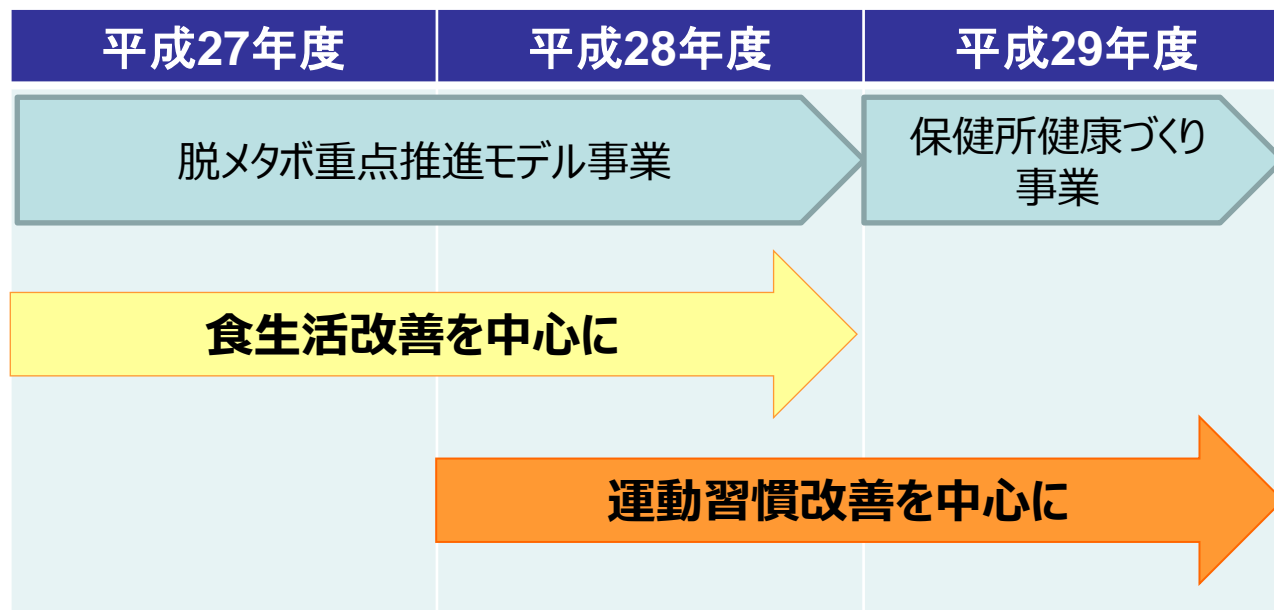 平成27年度 平成28年度 平成29年度
脱メタボ重点推進モデル事業
保健所健康づくり
事業
食生活改善を中心に
運動習慣改善を中心に